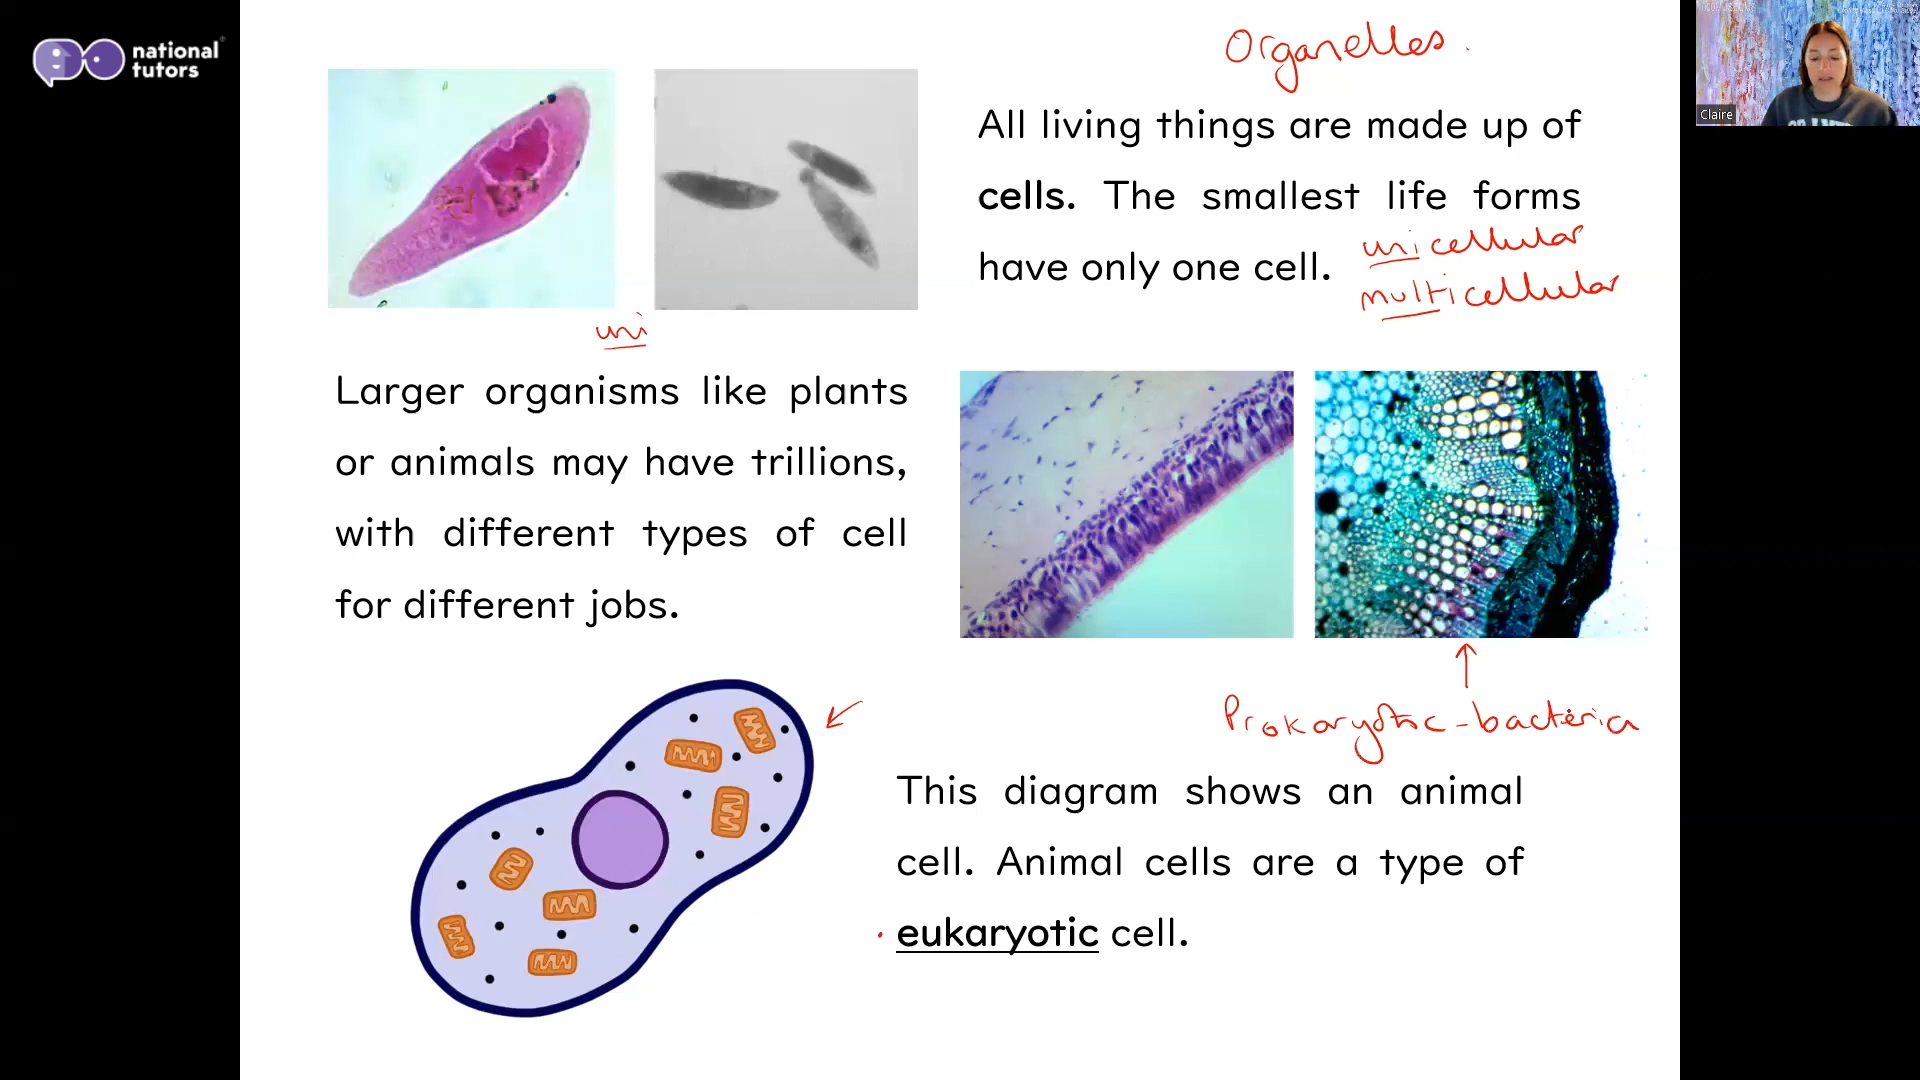 national
tutors
Organelles.
All living things are made up of
cells. The smallest life forms
have only one cell.
unicellular
multicellular
uni
Larger organisms like plants
or animals may have trillions,
with different types of cell
for different jobs.
Prokaryotic - bacteria
This diagram shows an animal
cell. Animal cells are a type of
eukaryotic cell.
Claire